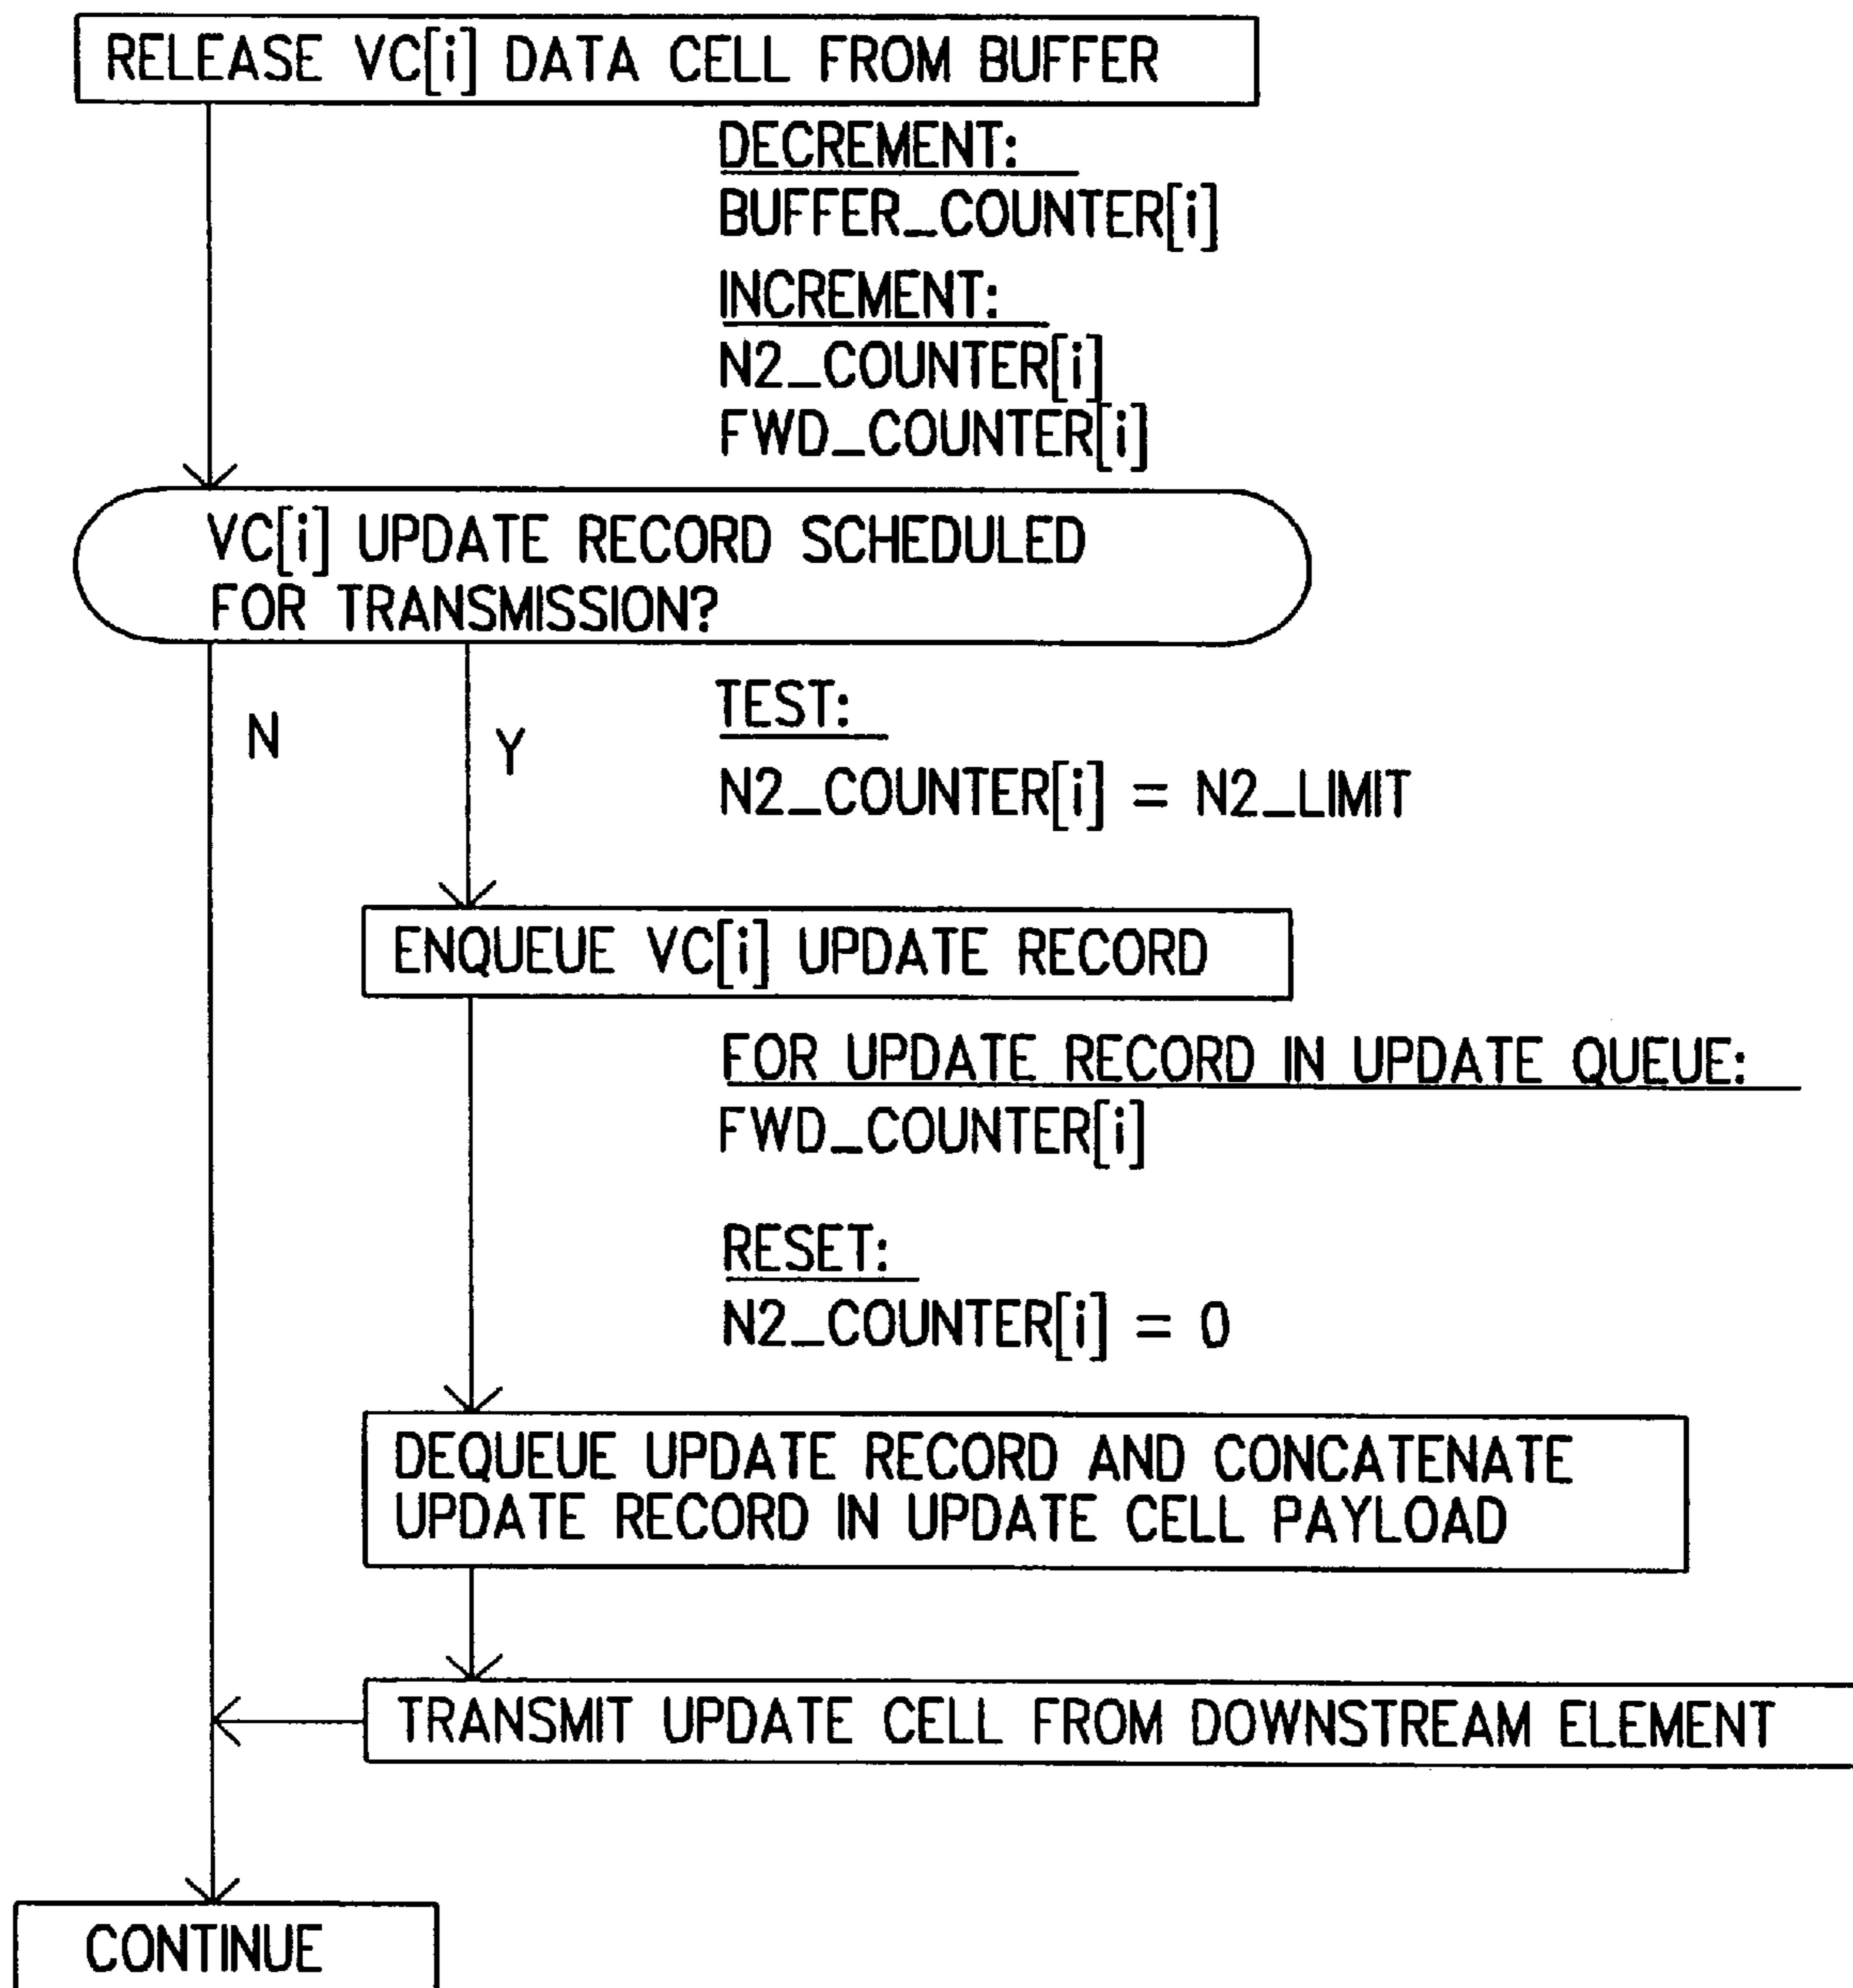 RELEASE VC[i] DATA CELL FROM BUFFER
DECREMENT:
BUFFER_COUNTER[i]
INCREMENT:
N2_COUNTER[i]
FWD_COUNTER[i]
VC[i] UPDATE RECORD SCHEDULED
FOR TRANSMISSION?
N
Y
TEST:
N2_COUNTER[i] = N2_LIMIT
ENQUEUE VC[i] UPDATE RECORD
FOR UPDATE RECORD IN UPDATE QUEUE:
FWD_COUNTER[i]
RESET:
N2_COUNTER[i] = 0
DEQUEUE UPDATE RECORD AND CONCATENATE
UPDATE RECORD IN UPDATE CELL PAYLOAD
TRANSMIT UPDATE CELL FROM DOWNSTREAM ELEMENT
CONTINUE